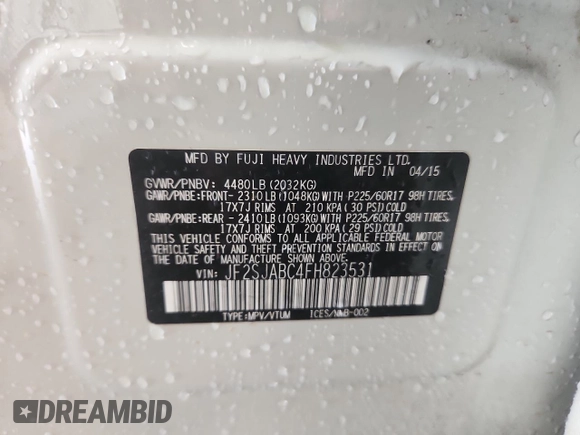 MFD BY FUJI HEAVY INDUSTRIES LTD.
MFD IN 04/15
GVWR/PNBV: 4480LB(2032KG)
GAWR/PNBE:FRONT- 2310LB(1048KG)WITH P225/60R17 98H TIRES,
17X7J RIMS AT 210 KPA(30 PSI)COLD
GAWR/PNBE:REAR - 2410LB(1093KG)WITH P225/60R17 98H TIRES,
17X7J RIMS AT 200 KPA(29 PSI)COLD
THIS VEHICLE CONFORMS TO ALL APPLICABLE FEDERAL MOTOR
VEHICLE SAFETY AND BUMPER STANDARDS IN EFFECT ON
THE DATE OF MANUFACTURE SHOWN ABOVE.
VIN: JF2SJABC4FH823531
TYPE:MPV/VTUM ICES/NMB-002
DREAMBID